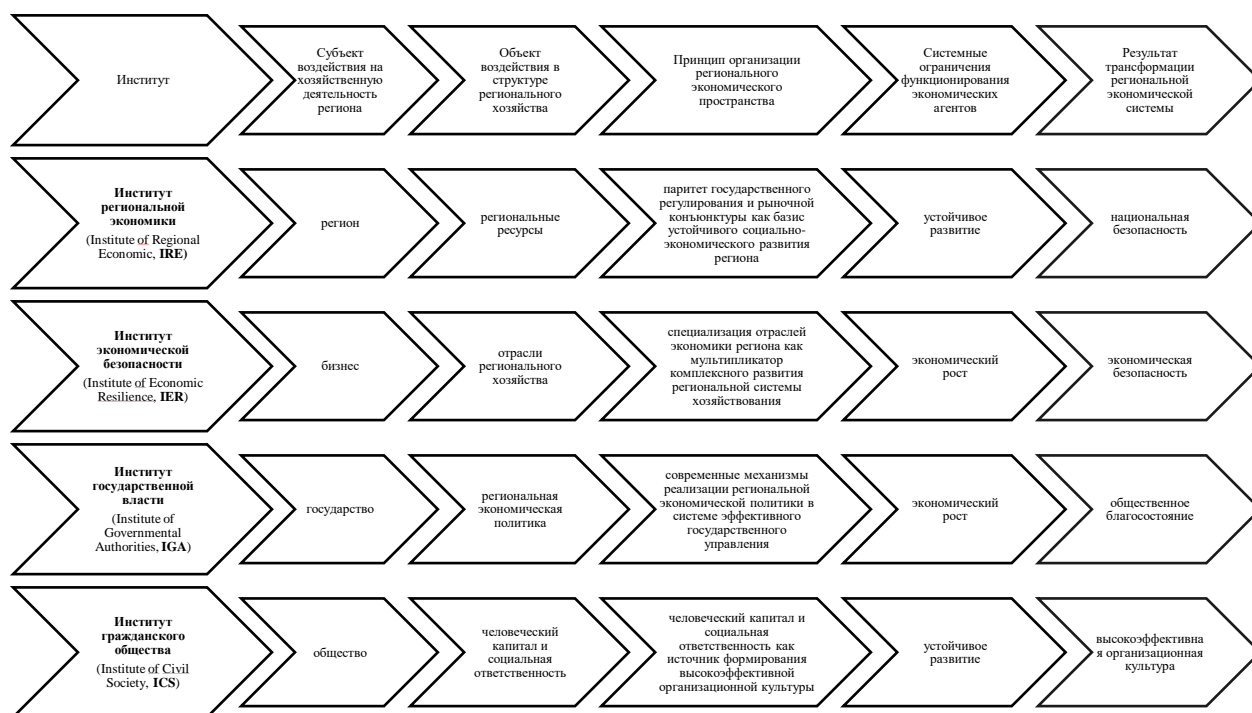 Институт
Субъект
воздействия на
хозяйственную
деятельность
региона
Объект
воздействия в
структуре
регионального
хозяйства
Принцип организации
регионального
экономического
пространства
Системные
ограничения
функционирования
экономических
агентов
Результат
трансформации
региональной
экономической
системы
Институт
региональной
экономики
(Institute of Regional
Economic, IRE)
регион
региональные
ресурсы
паритет государственного
регулирования и рыночной
конъюнктуры как базис
устойчивого социально-
экономического развития
региона
устойчивое
развитие
национальная
безопасность
Институт
экономической
безопасности
(Institute of Economic
Resilience, IER)
бизнес
отрасли
регионального
хозяйства
специализация отраслей
экономики региона как
мультипликатор
комплексного развития
региональной системы
хозяйствования
экономический
рост
экономическая
безопасность
Институт
государственной
власти
(Institute of
Governmental
Authorities, IGA)
государство
региональная
экономическая
политика
современные механизмы
реализации региональной
экономической политики в
системе эффективного
государственного
управления
экономический
рост
общественное
благосостояние
Институт
гражданского
общества
(Institute of Civil
Society, ICS)
общество
человеческий
капитал и
социальная
ответственность
человеческий капитал и
социальная
ответственность как
источник формирования
высокоэффективной
организационной культуры
устойчивое
развитие
высокоэффективна
я организационная
культура